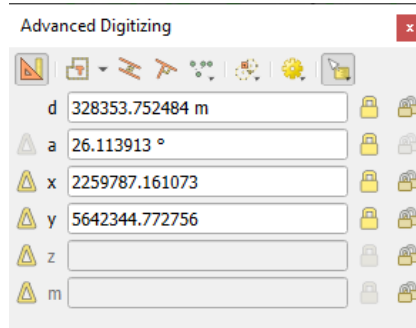 Advanced Digitizing
x
d 328353.752484 m
a 26.113913 °
x 2259787.161073
y 5642344.772756
z
m